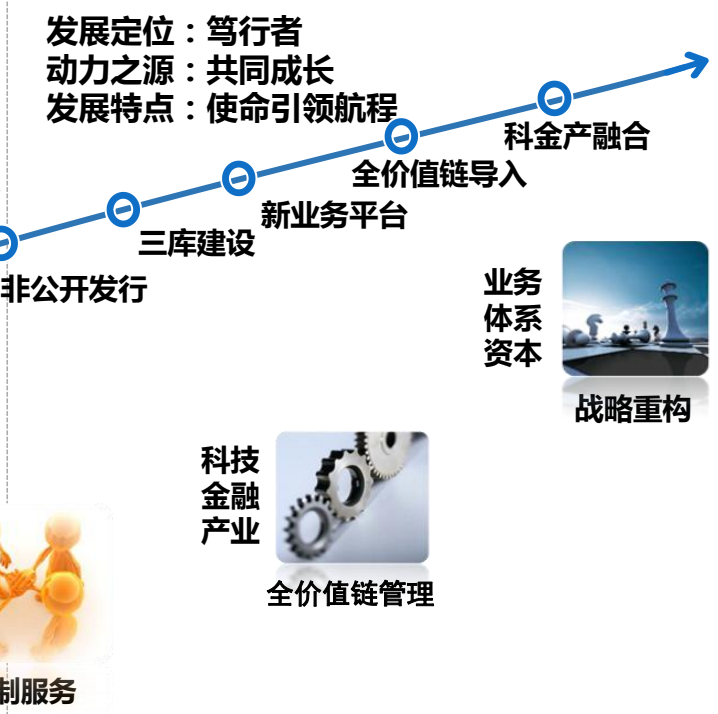 发展定位：笃行者
动力之源：共同成长
发展特点：使命引领航程
科金产融合
全价值链导入
新业务平台
三库建设
非公开发行
业务
体系
资本
战略重构
科技
金融
产业
全价值链管理
制服务